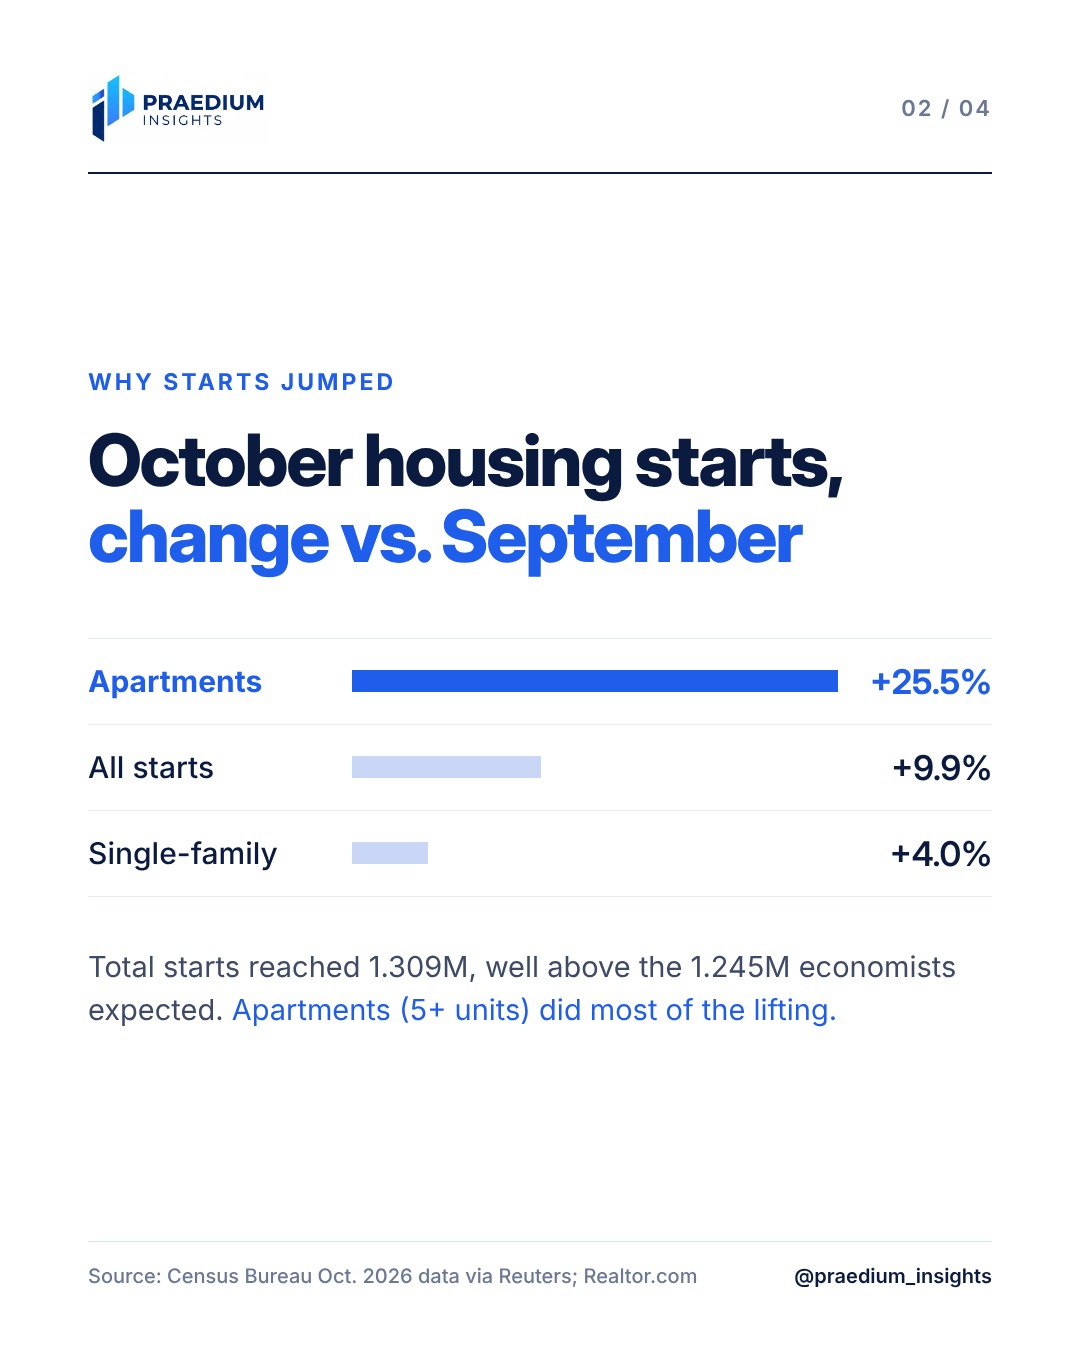 PRAEDIUM
INSIGHTS
02 / 04
WHY STARTS JUMPED
October housing starts,
change vs. September
Apartments +25.5%
All starts +9.9%
Single-family +4.0%
Total starts reached 1.309M, well above the 1.245M economists
expected. Apartments (5+ units) did most of the lifting.
Source: Census Bureau Oct. 2026 data via Reuters; Realtor.com
@praedium_insights